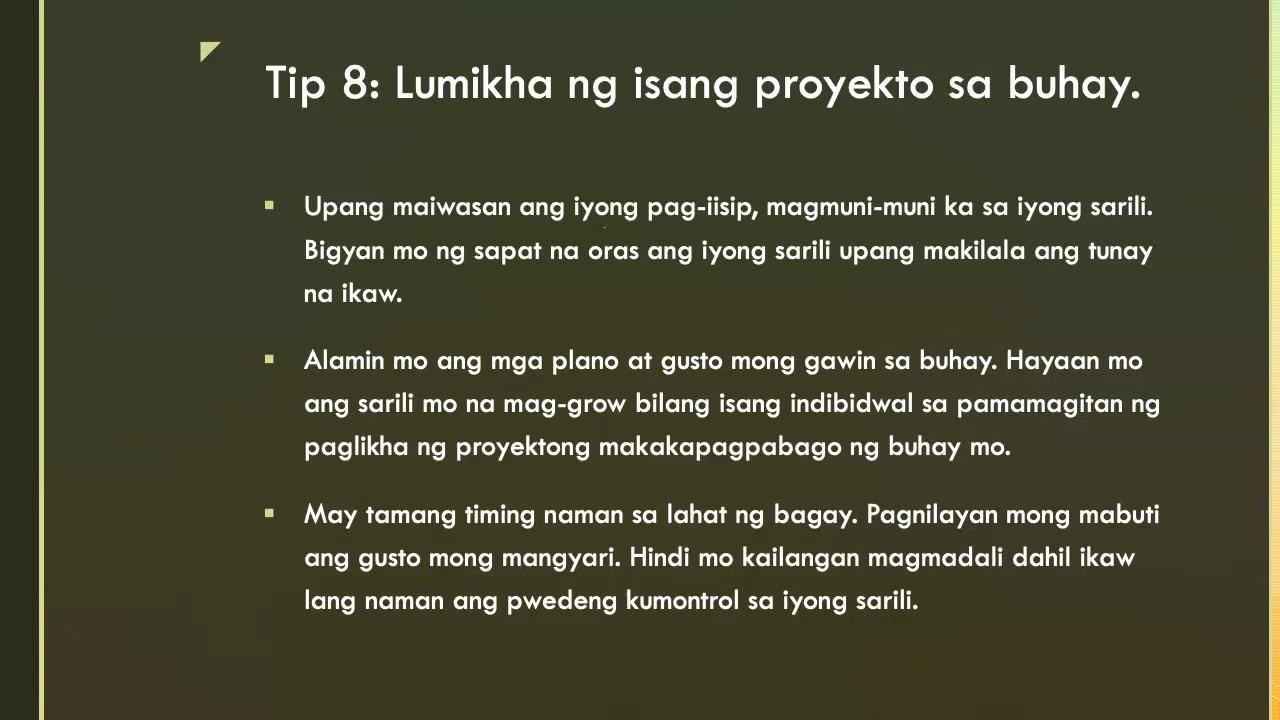 Tip 8: Lumikha ng isang proyekto sa buhay.
Upang maiwasan ang iyong pag-iisip, magmuni-muni ka sa iyong sarili.
Bigyan mo ng sapat na oras ang iyong sarili upang makilala ang tunay
na ikaw.
Alamin mo ang mga plano at gusto mong gawin sa buhay. Hayaan mo
ang sarili mo na mag-grow bilang isang indibidwal sa pamamagitan ng
paglikha ng proyektong makakapagpabago ng buhay mo.
May tamang timing naman sa lahat ng bagay. Pagnilayan mong mabuti
ang gusto mong mangyari. Hindi mo kailangan magmadali dahil ikaw
lang naman ang pwedeng kumontrol sa iyong sarili.